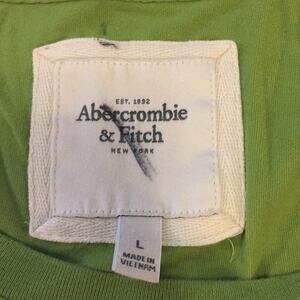 EST. 1892
Abercrombie
& Fitch
NEW YORK
L
MADE IN
VIETNAM